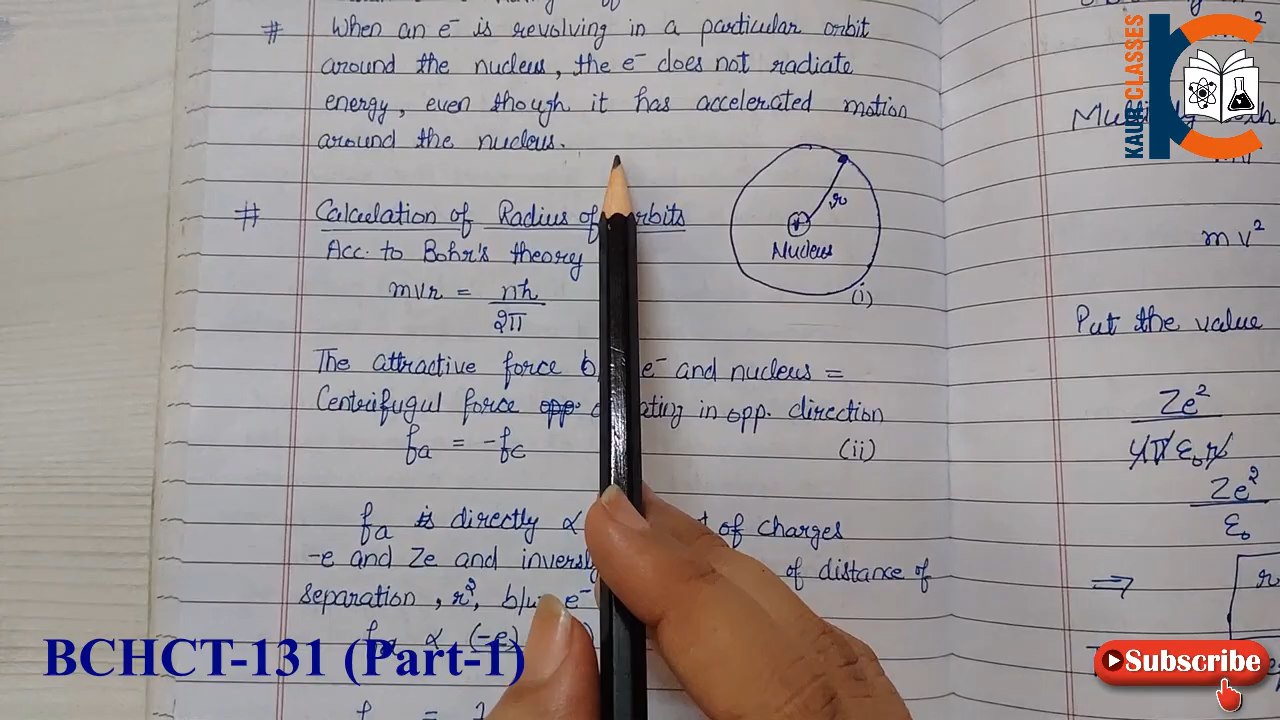 # When an e⁻ is revolving in a particular orbit
around the nucleus, the e⁻ does not radiate
energy, even though it has accelerated motion
around the nucleus.
r
+
Nucleus
# Calculation of Radius of orbits
Acc. to Bohr's theory
mvr = nh / 2π (i)
The attractive force e⁻ and nucleus =
Centrifugul force in opp. direction
fa = -fc (ii)
fa is directly ∝ of charges
-e and Ze and of distance of
separation, r², b/w e⁻
∝ (-e)
mv²
Put the value
Ze² / 4πε₀r
Ze² / ε₀
⇒ r
KAUR CLASSES
BCHCT-131 (Part-1)
Subscribe